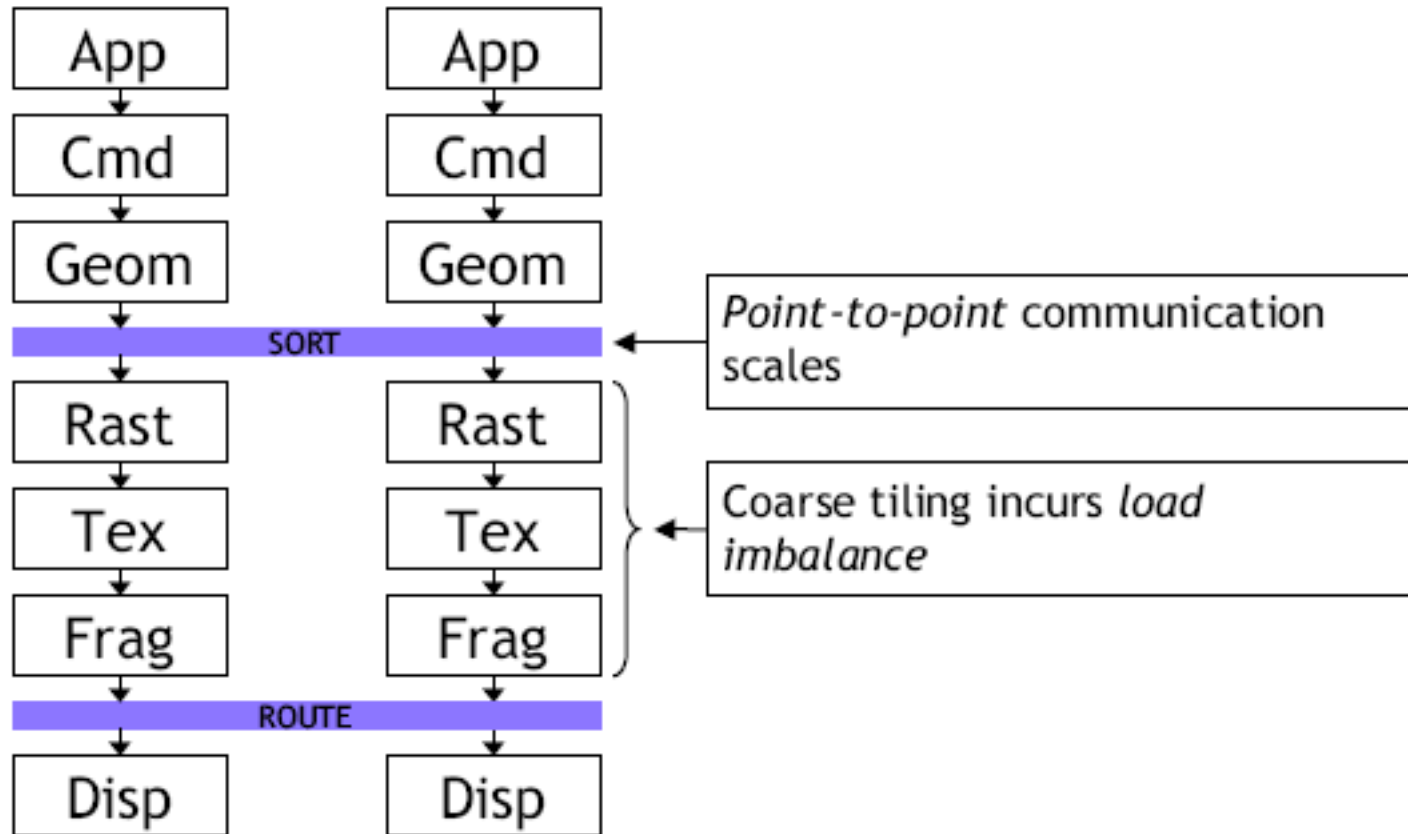 App
App
Cmd
Cmd
Geom
Geom
SORT
Point-to-point communication
scales
Rast
Rast
Tex
Tex
Coarse tiling incurs load
imbalance
Frag
Frag
ROUTE
Disp
Disp